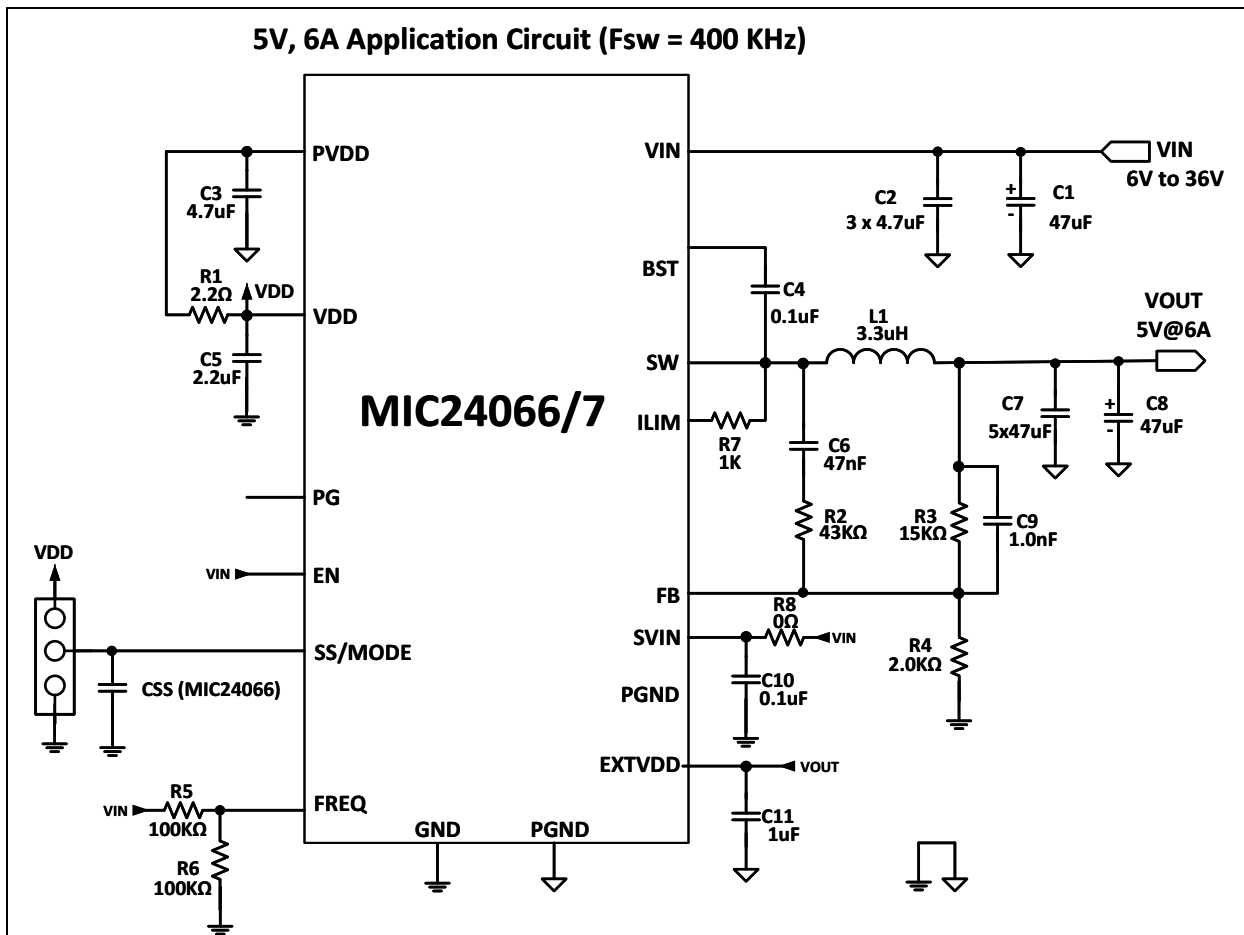 5V, 6A Application Circuit (Fsw = 400 KHz)
PVDD
C3
4.7uF
R1
2.2Ω
VDD
VDD
C5
2.2uF
MIC24066/7
PG
VDD
VIN
EN
SS/MODE
CSS (MIC24066)
VIN
R5
100KΩ
FREQ
R6
100KΩ
GND
PGND
VIN
C2
3 x 4.7uF
+
-
C1
47uF
VIN
6V to 36V
BST
C4
0.1uF
L1
3.3uH
VOUT
5V@6A
SW
ILIM
R7
1K
C6
47nF
C7
5x47uF
+
-
C8
47uF
R2
43KΩ
R3
15KΩ
C9
1.0nF
FB
R8
0Ω
SVIN
VIN
R4
2.0KΩ
C10
0.1uF
PGND
EXTVDD
VOUT
C11
1uF